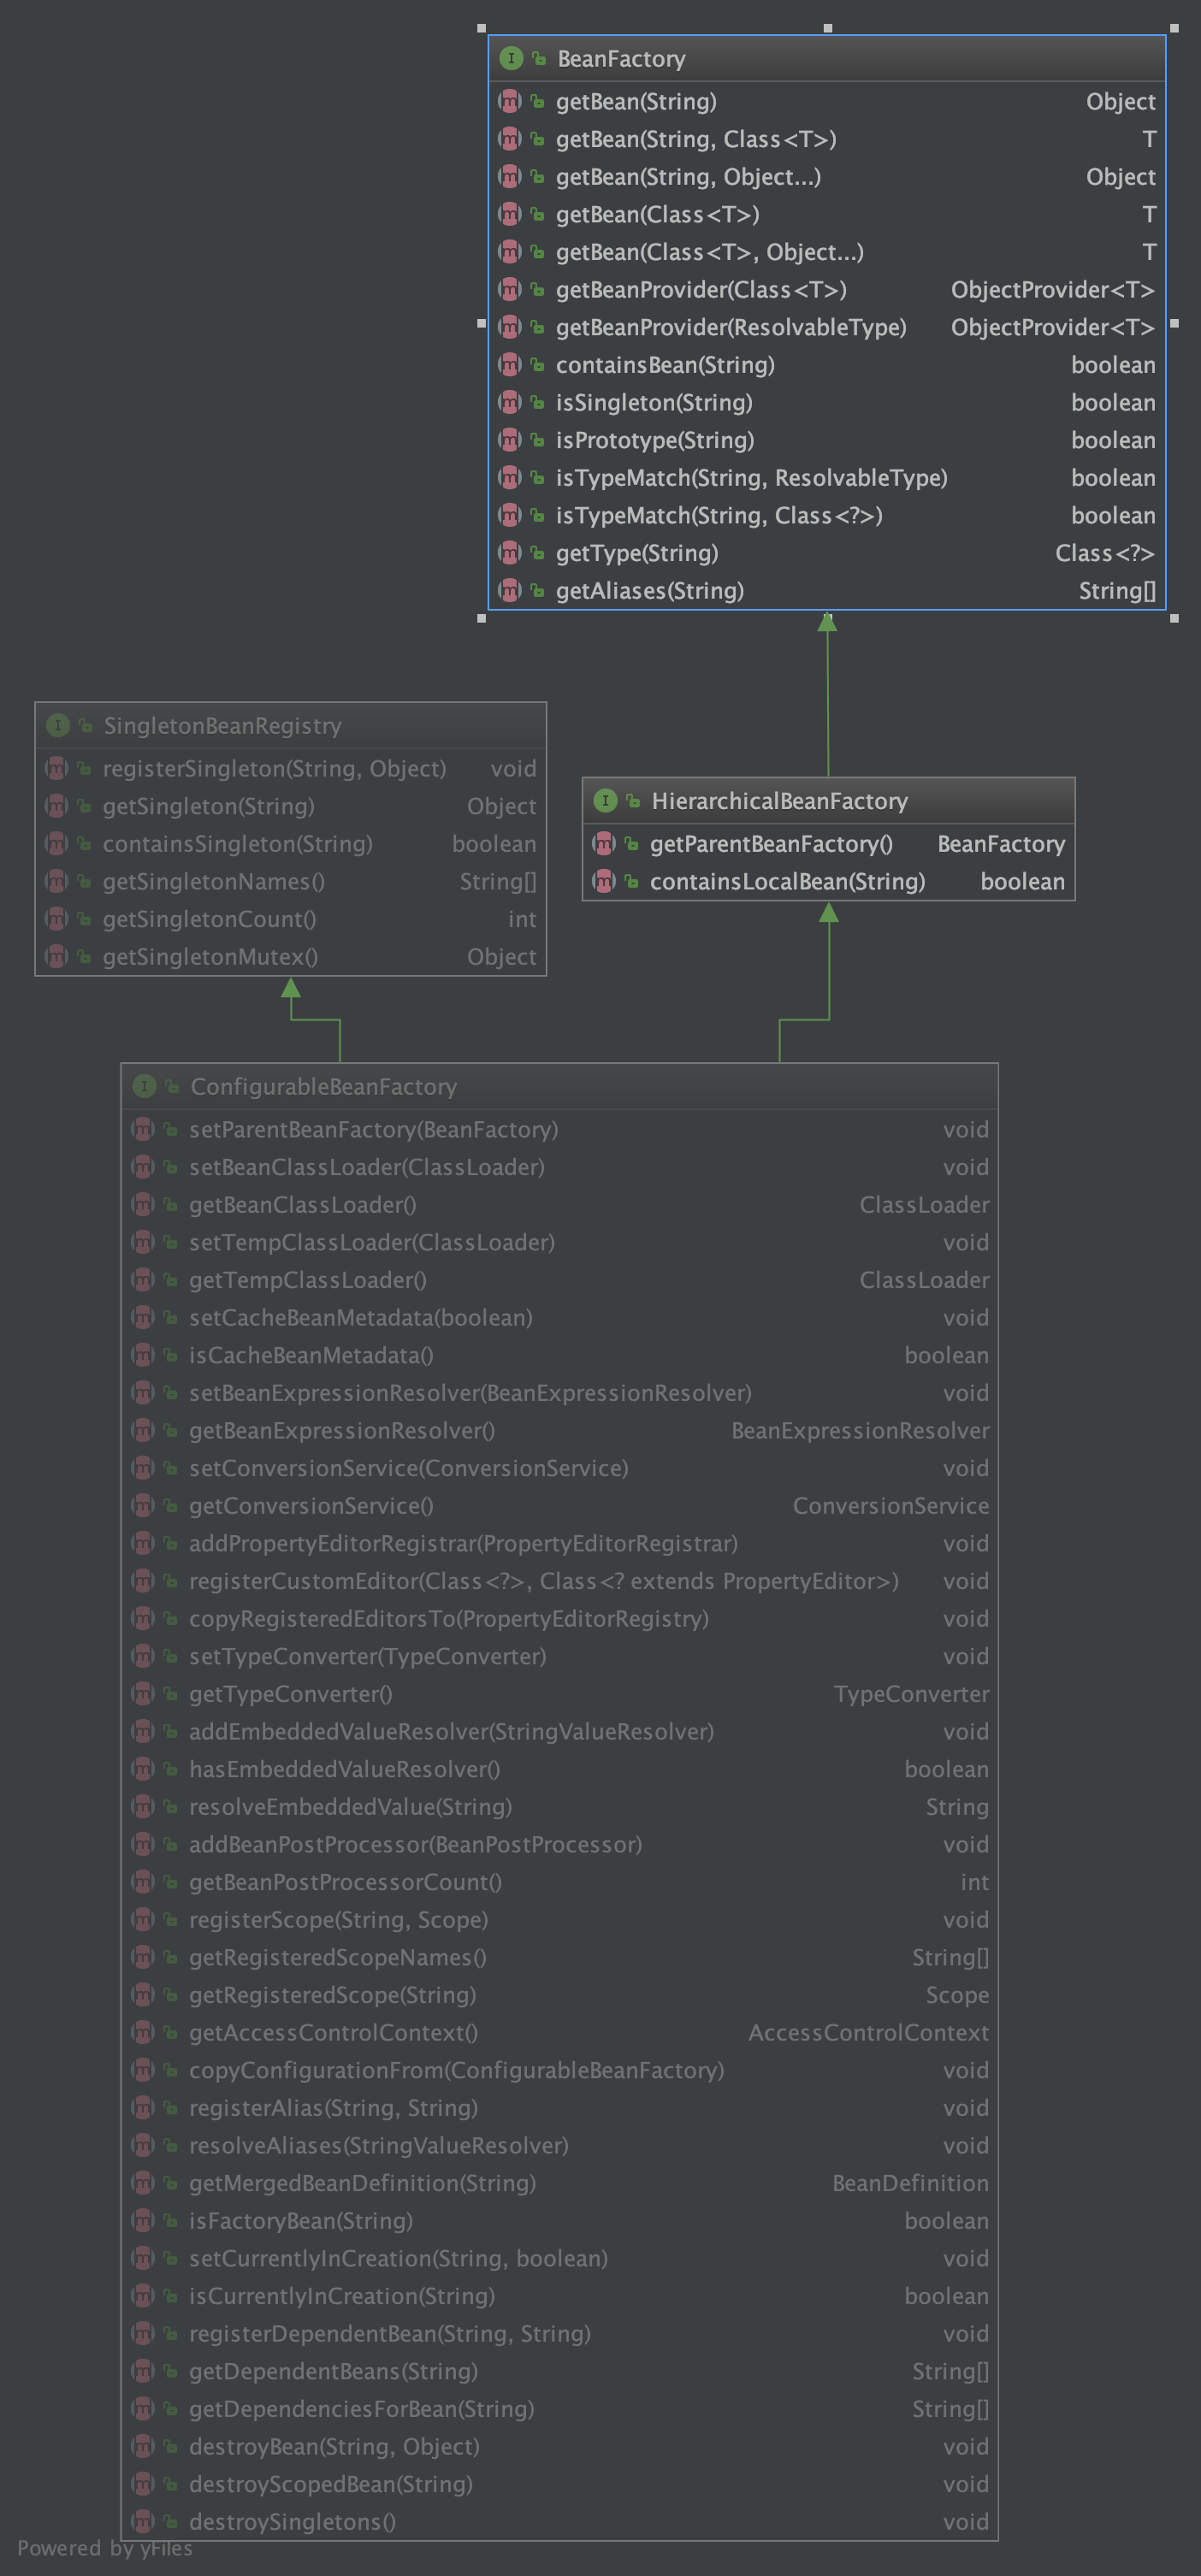 BeanFactory
getBean(String) Object
getBean(String, Class<T>) T
getBean(String, Object...) Object
getBean(Class<T>) T
getBean(Class<T>, Object...) T
getBeanProvider(Class<T>) ObjectProvider<T>
getBeanProvider(ResolvableType) ObjectProvider<T>
containsBean(String) boolean
isSingleton(String) boolean
isPrototype(String) boolean
isTypeMatch(String, ResolvableType) boolean
isTypeMatch(String, Class<?>) boolean
getType(String) Class<?>
getAliases(String) String[]
SingletonBeanRegistry
registerSingleton(String, Object) void
getSingleton(String) Object
containsSingleton(String) boolean
getSingletonNames() String[]
getSingletonCount() int
getSingletonMutex() Object
HierarchicalBeanFactory
getParentBeanFactory() BeanFactory
containsLocalBean(String) boolean
ConfigurableBeanFactory
setParentBeanFactory(BeanFactory) void
setBeanClassLoader(ClassLoader) void
getBeanClassLoader() ClassLoader
setTempClassLoader(ClassLoader) void
getTempClassLoader() ClassLoader
setCacheBeanMetadata(boolean) void
isCacheBeanMetadata() boolean
setBeanExpressionResolver(BeanExpressionResolver) void
getBeanExpressionResolver() BeanExpressionResolver
setConversionService(ConversionService) void
getConversionService() ConversionService
addPropertyEditorRegistrar(PropertyEditorRegistrar) void
registerCustomEditor(Class<?>, Class<? extends PropertyEditor>) void
copyRegisteredEditorsTo(PropertyEditorRegistry) void
setTypeConverter(TypeConverter) void
getTypeConverter() TypeConverter
addEmbeddedValueResolver(StringValueResolver) void
hasEmbeddedValueResolver() boolean
resolveEmbeddedValue(String) String
addBeanPostProcessor(BeanPostProcessor) void
getBeanPostProcessorCount() int
registerScope(String, Scope) void
getRegisteredScopeNames() String[]
getRegisteredScope(String) Scope
getAccessControlContext() AccessControlContext
copyConfigurationFrom(ConfigurableBeanFactory) void
registerAlias(String, String) void
resolveAliases(StringValueResolver) void
getMergedBeanDefinition(String) BeanDefinition
isFactoryBean(String) boolean
setCurrentlyInCreation(String, boolean) void
isCurrentlyInCreation(String) boolean
registerDependentBean(String, String) void
getDependentBeans(String) String[]
getDependenciesForBean(String) String[]
destroyBean(String, Object) void
destroyScopedBean(String) void
destroySingletons() void
Powered by yFiles